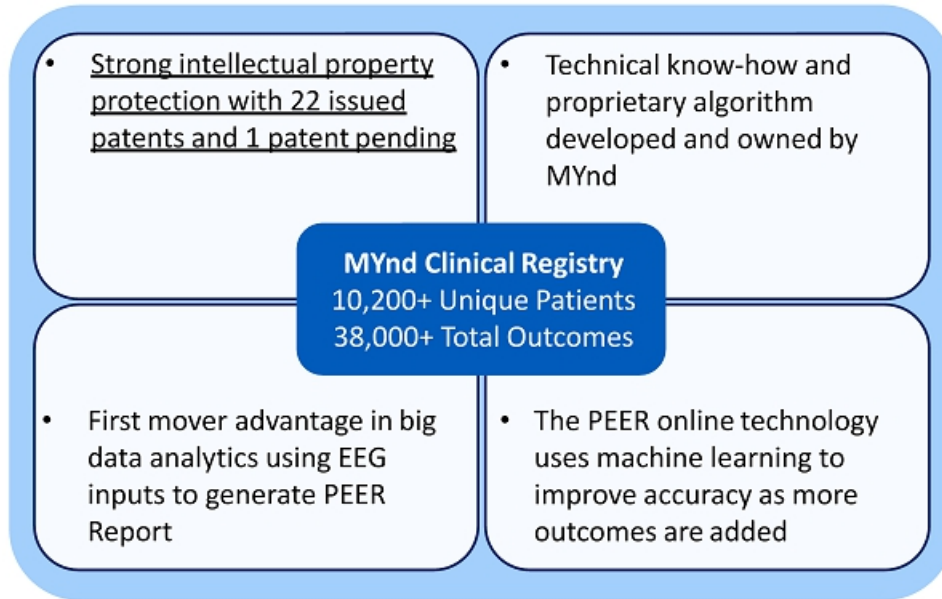 • Strong intellectual property
protection with 22 issued
patents and 1 patent pending
• Technical know-how and
proprietary algorithm
developed and owned by
MYnd
MYnd Clinical Registry
10,200+ Unique Patients
38,000+ Total Outcomes
• First mover advantage in big
data analytics using EEG
inputs to generate PEER
Report
• The PEER online technology
uses machine learning to
improve accuracy as more
outcomes are added